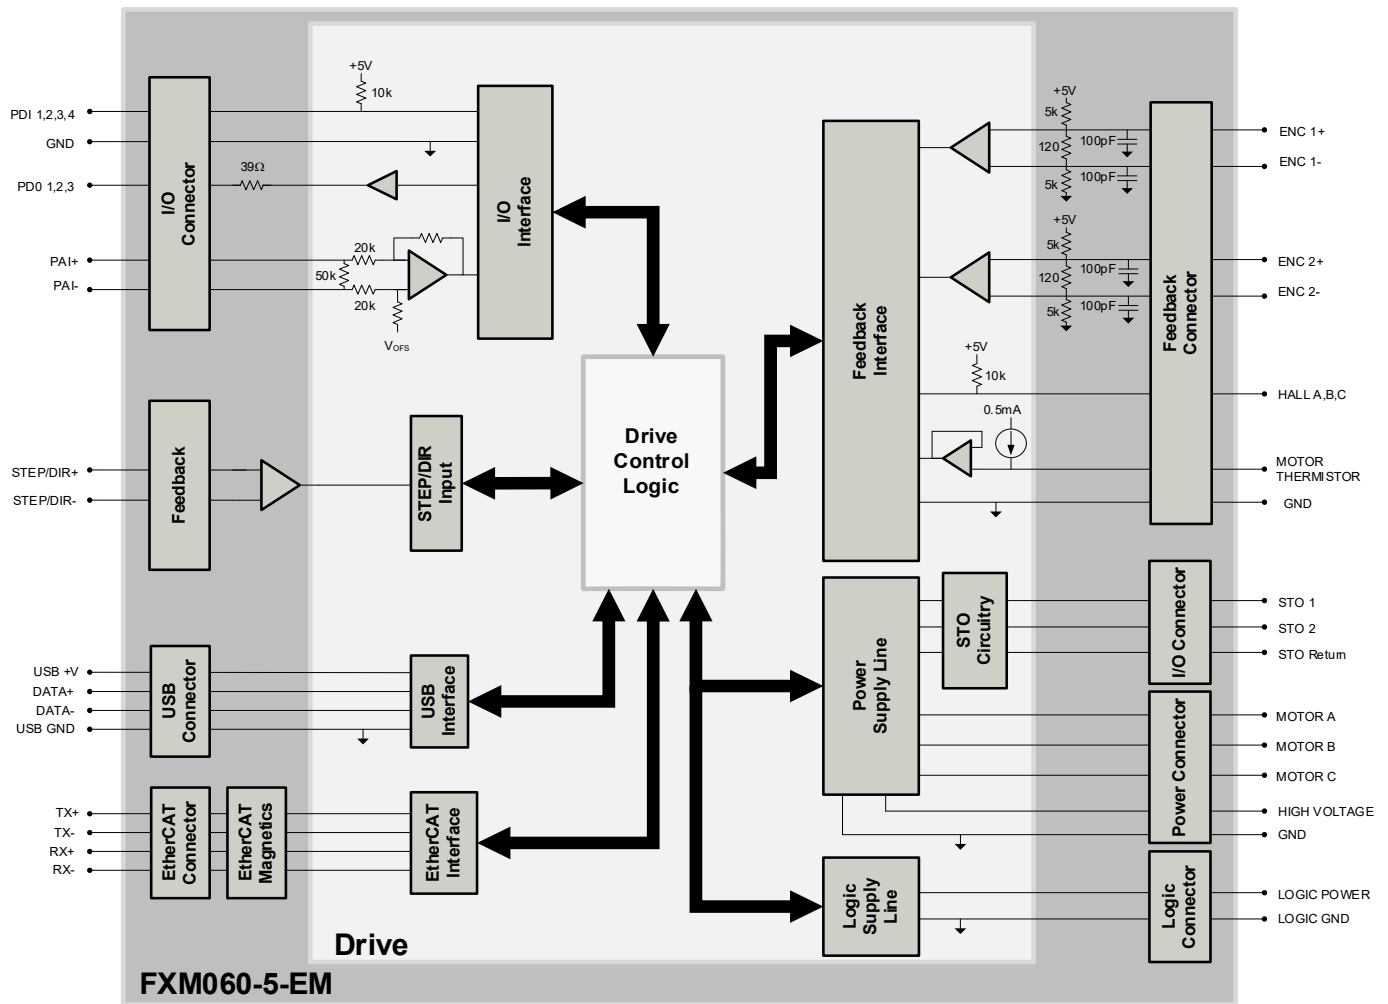 +5V
10k
PDI 1,2,3,4
GND
39Ω
PD0 1,2,3
PAI+
PAI-
20k
50k
20k
VOFS
I/O
Connector
I/O
Interface
STEP/DIR+
STEP/DIR-
Feedback
STEP/DIR
Input
Drive
Control
Logic
USB +V
DATA+
DATA-
USB GND
USB
Connector
USB
Interface
TX+
TX-
RX+
RX-
EtherCAT
Connector
EtherCAT
Magnetics
EtherCAT
Interface
Feedback
Interface
+5V
5k
120
5k
100pF
100pF
ENC 1+
ENC 1-
+5V
5k
120
5k
100pF
100pF
ENC 2+
ENC 2-
Feedback
Connector
+5V
10k
HALL A,B,C
0.5mA
MOTOR
THERMISTOR
GND
Power
Supply Line
STO
Circuitry
I/O Connector
STO 1
STO 2
STO Return
Power Connector
MOTOR A
MOTOR B
MOTOR C
HIGH VOLTAGE
GND
Logic
Supply
Line
Logic
Connector
LOGIC POWER
LOGIC GND
Drive
FXM060-5-EM